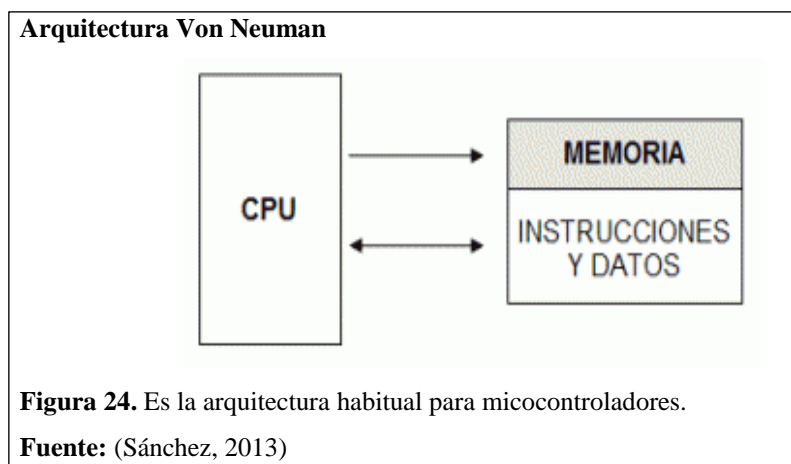 Arquitectura Von Neuman
CPU
MEMORIA
INSTRUCCIONES
Y DATOS
Figura 24. Es la arquitectura habitual para micocontroladores.
Fuente: (Sánchez, 2013)